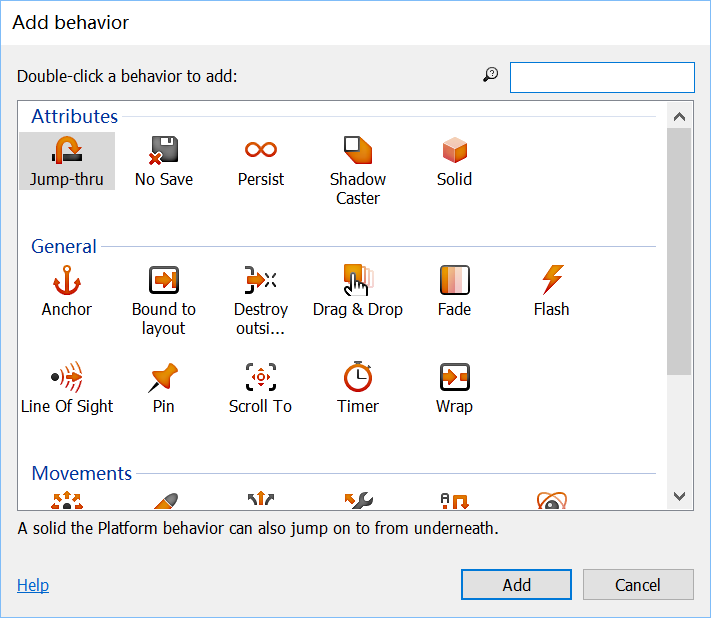 Add behavior
Double-click a behavior to add:
Attributes
Jump-thru
No Save
Persist
Shadow
Caster
Solid
General
Anchor
Bound to
layout
Destroy
outsi...
Drag & Drop
Fade
Flash
Line Of Sight
Pin
Scroll To
Timer
Wrap
Movements
A solid the Platform behavior can also jump on to from underneath.
Help
Add
Cancel